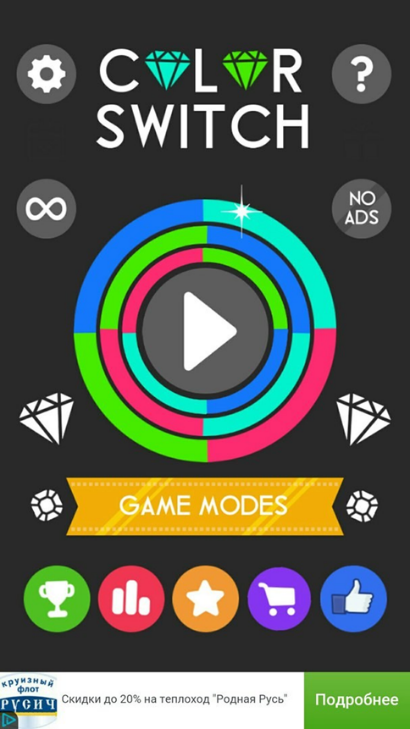 COLOR
SWITCH
?
∞
NO
ADS
GAME MODES
круизный
флот
РУСИЧ
Скидки до 20% на теплоход "Родная Русь"
Подробнее